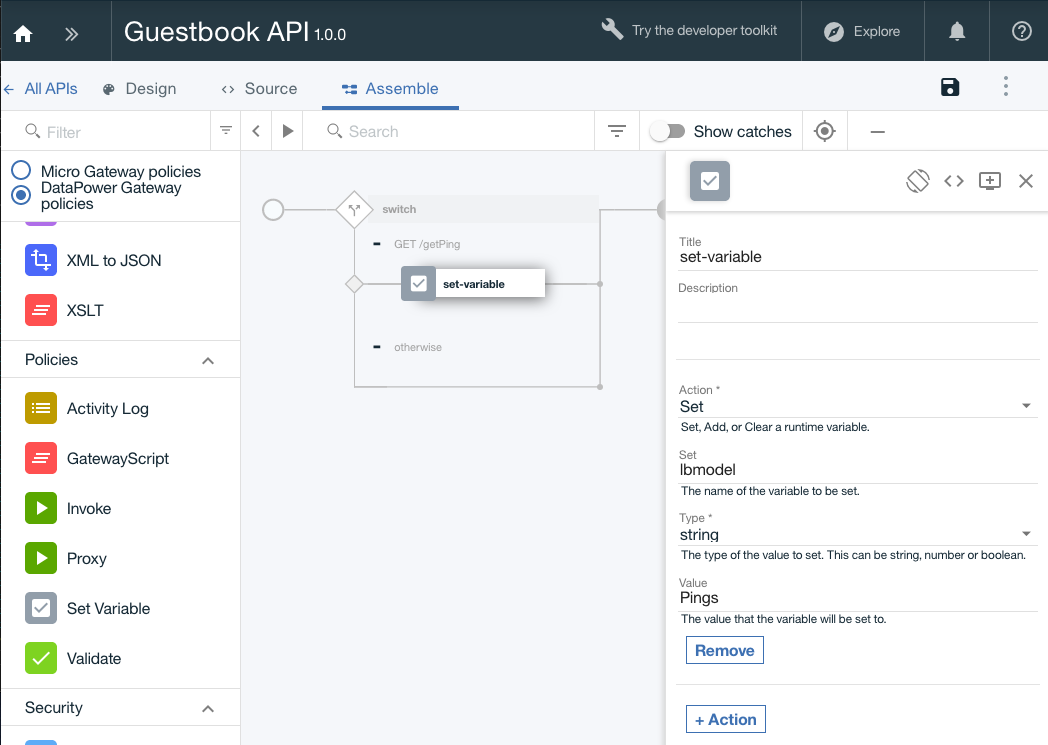 Guestbook API 1.0.0
Try the developer toolkit
Explore
All APIs
Design
Source
Assemble
Filter
Search
Show catches
Micro Gateway policies
DataPower Gateway
policies
XML to JSON
XSLT
Policies
Activity Log
GatewayScript
Invoke
Proxy
Set Variable
Validate
Security
switch
GET /getPing
set-variable
otherwise
Title
set-variable
Description
Action *
Set
Set, Add, or Clear a runtime variable.
Set
lbmodel
The name of the variable to be set.
Type *
string
The type of the value to set. This can be string, number or boolean.
Value
Pings
The value that the variable will be set to.
Remove
+ Action